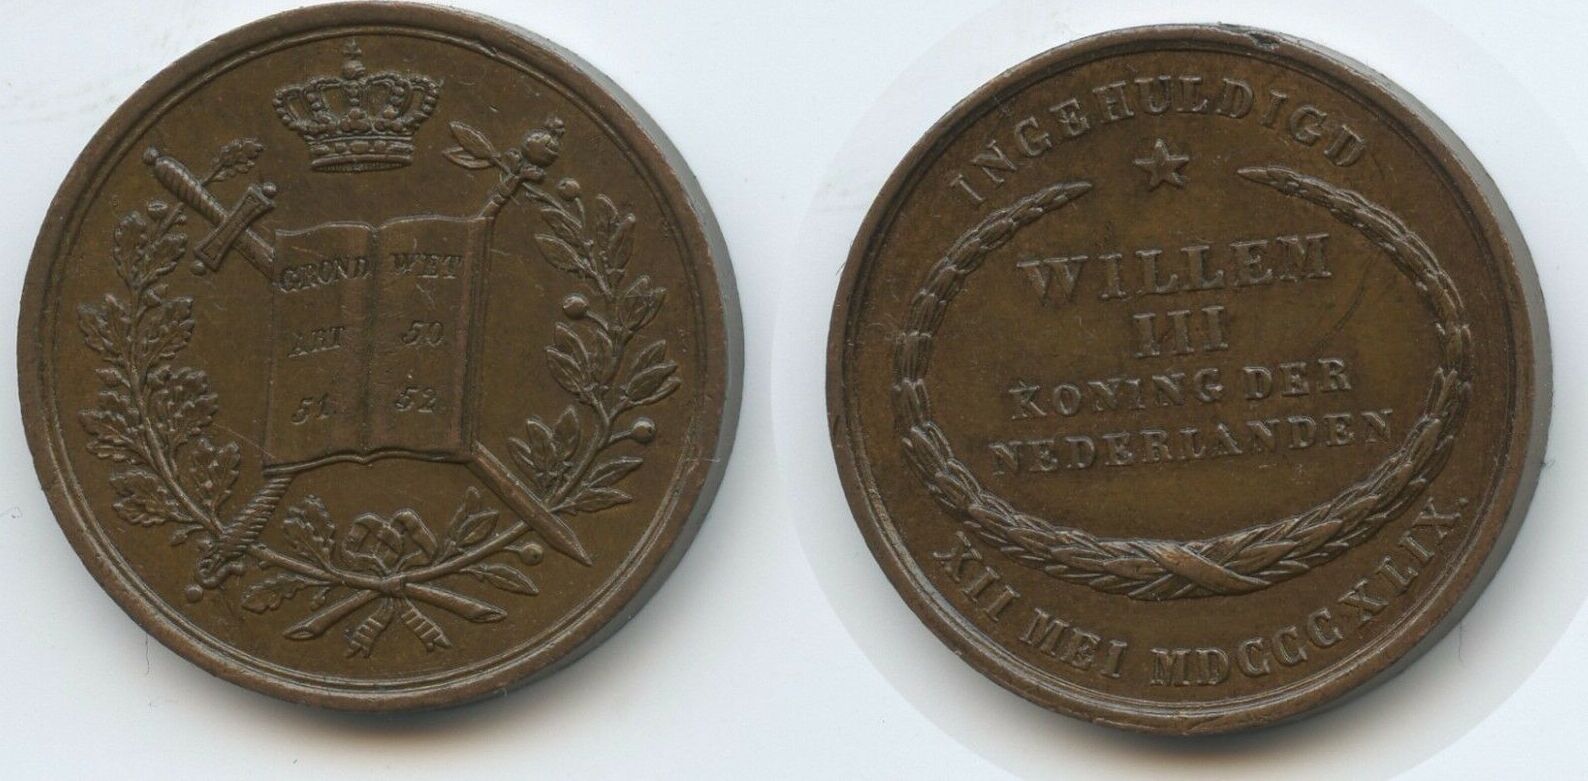 GROND WET
ART 50.
51. 52.
INGEHULDIGD
WILLEM
III
KONING DER
NEDERLANDEN
XII MEI MDCCCXLIX.